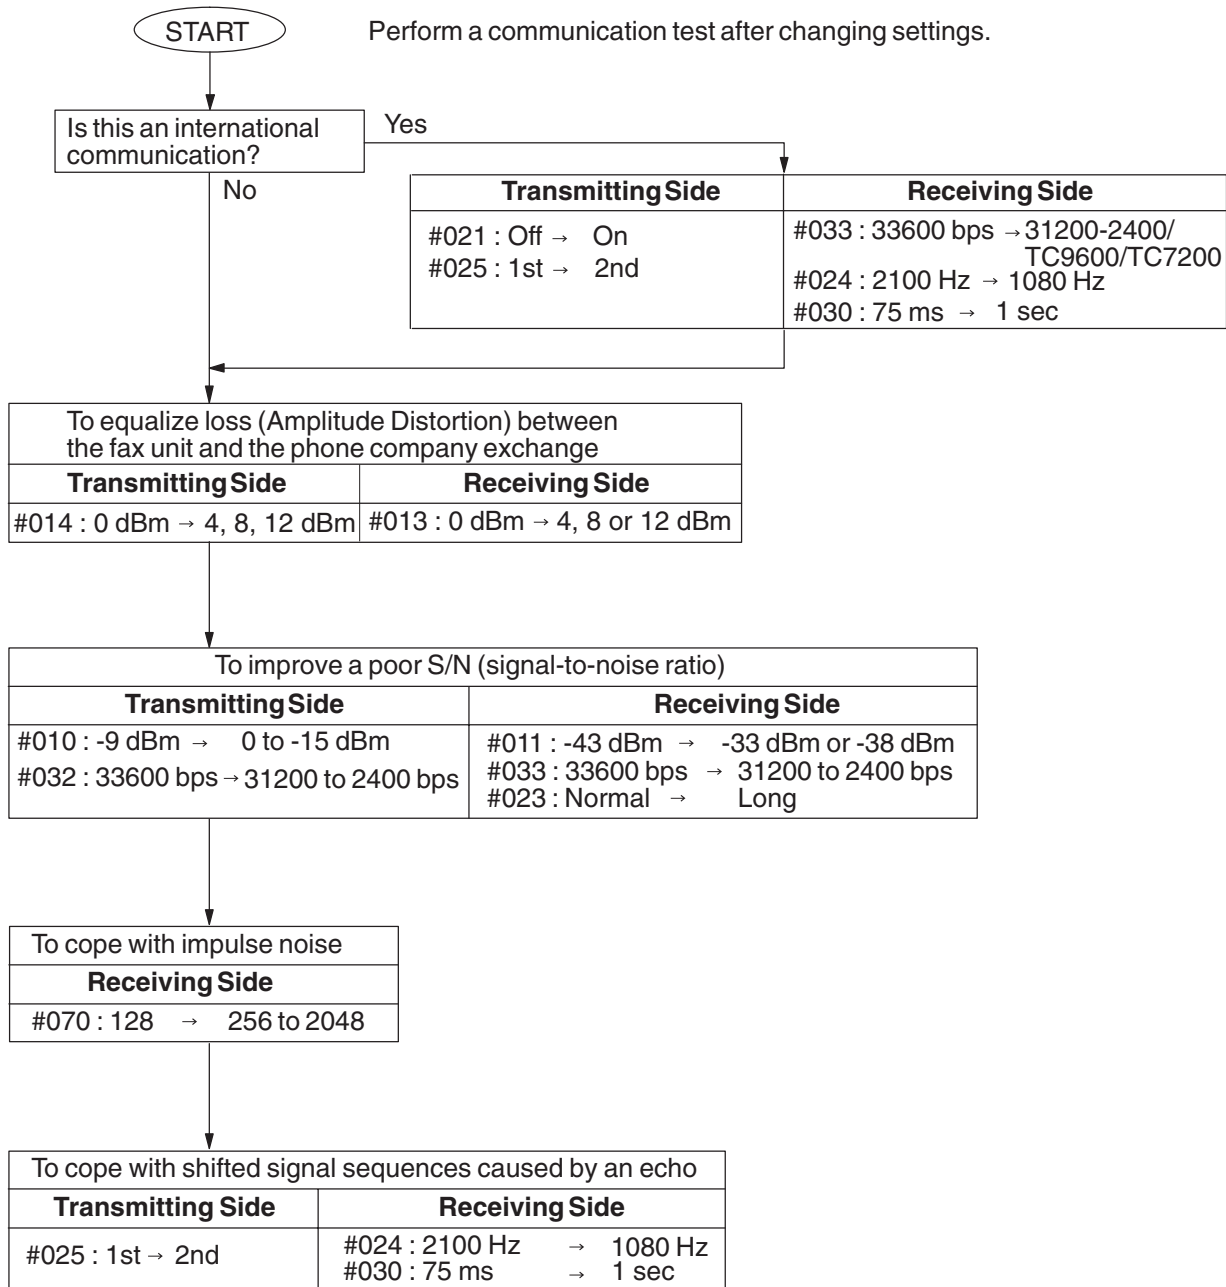 START
Perform a communication test after changing settings.
Is this an international
communication?
Yes
No
Transmitting Side
Receiving Side
#021 : Off → On
#025 : 1st → 2nd
#033 : 33600 bps → 31200-2400/
TC9600/TC7200
#024 : 2100 Hz → 1080 Hz
#030 : 75 ms → 1 sec
To equalize loss (Amplitude Distortion) between
the fax unit and the phone company exchange
Transmitting Side
Receiving Side
#014 : 0 dBm → 4, 8, 12 dBm
#013 : 0 dBm → 4, 8 or 12 dBm
To improve a poor S/N (signal-to-noise ratio)
Transmitting Side
Receiving Side
#010 : -9 dBm → 0 to -15 dBm
#032 : 33600 bps → 31200 to 2400 bps
#011 : -43 dBm → -33 dBm or -38 dBm
#033 : 33600 bps → 31200 to 2400 bps
#023 : Normal → Long
To cope with impulse noise
Receiving Side
#070 : 128 → 256 to 2048
To cope with shifted signal sequences caused by an echo
Transmitting Side
Receiving Side
#025 : 1st → 2nd
#024 : 2100 Hz → 1080 Hz
#030 : 75 ms → 1 sec